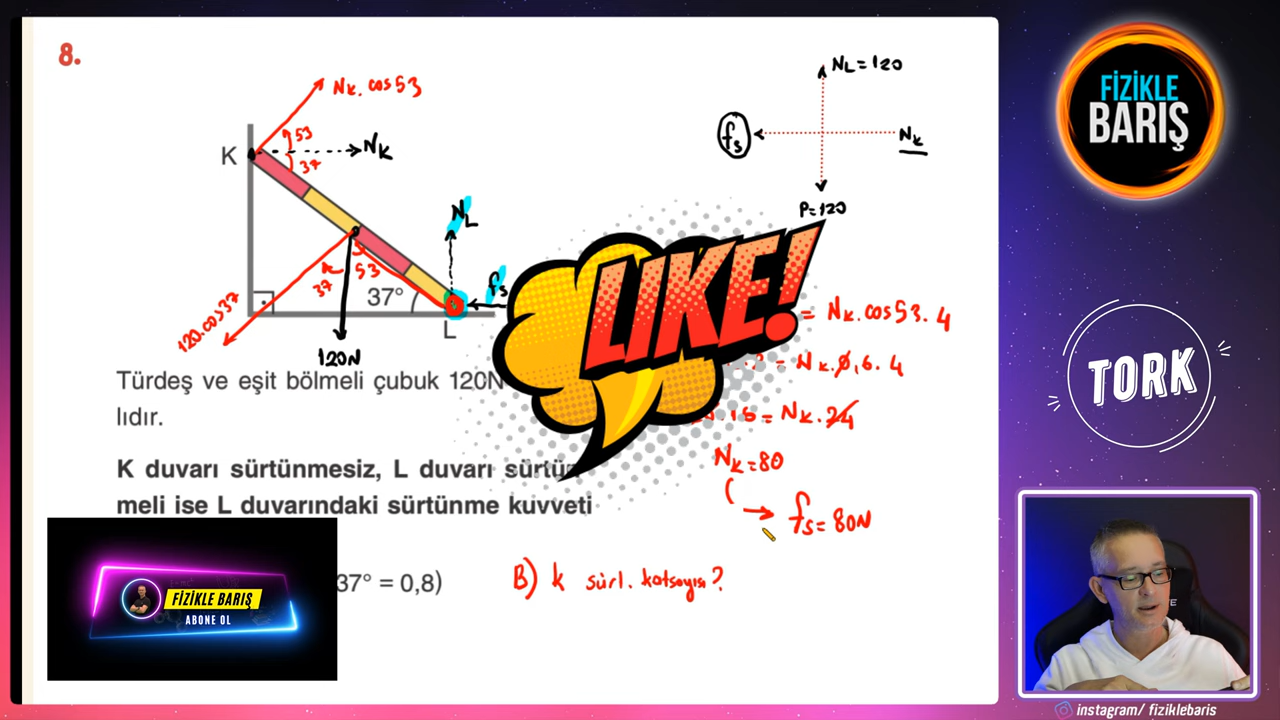 8.
Nₖ.cos53
53
37
K
Nₖ
N_L
fₛ
53
37
37°
120.cos37
120N
L
N_L=120
fₛ
Nₖ
P=120
Türdeş ve eşit bölmeli çubuk 120N
lıdır.
K duvarı sürtünmesiz, L duvarı sürtün
meli ise L duvarındaki sürtünme kuvveti
37° = 0,8)
LIKE!
= Nₖ.cos53.4
= Nₖ.0,6.4
= Nₖ.24
Nₖ=80
fₛ=80N
B) k sürt. katsayısı?
FİZİKLE BARIŞ
ABONE OL
FİZİKLE
BARIŞ
TORK
instagram/ fiziklebaris